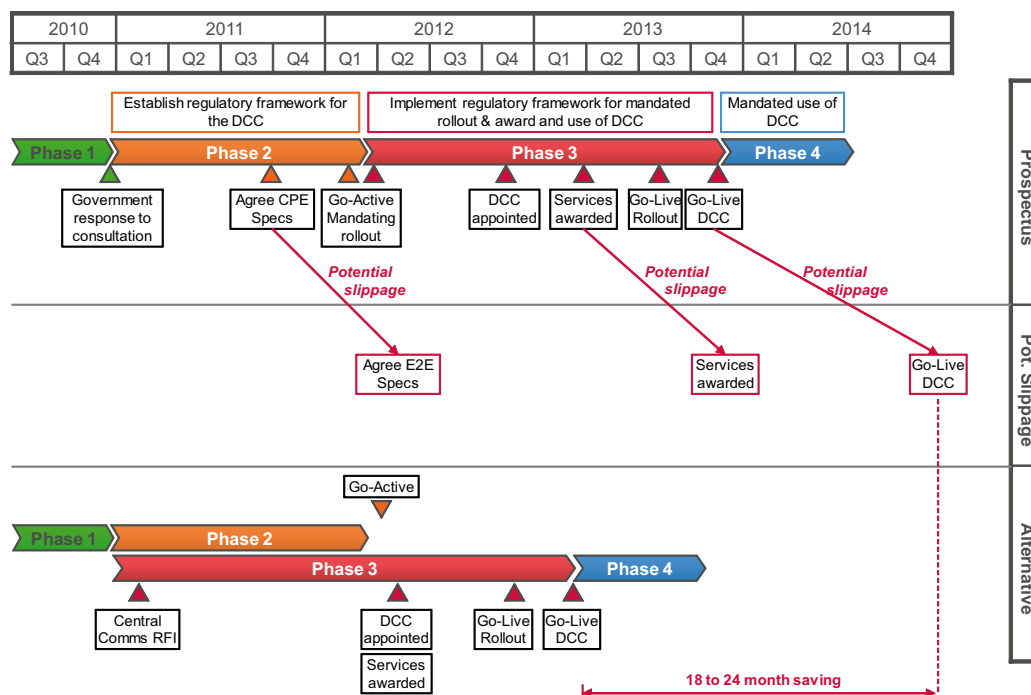 2010 2011 2012 2013 2014
Q3 Q4 Q1 Q2 Q3 Q4 Q1 Q2 Q3 Q4 Q1 Q2 Q3 Q4 Q1 Q2 Q4
Establish regulatory framework for
the DCC
Implement regulatory framework for mandated
rollout & award and use of DCC
Mandated use of
DCC
Phase 1 Phase 2 Phase 3 Phase 4
Government
response to
consultation
Agree CPE
Specs
Go-Active
Mandating
rollout
DCC
appointed
Services
awarded
Go-Live
Rollout
Go-Live
DCC
Prospectus
Potential
slippage
Potential
slippage
Potential
slippage
Agree E2E
Specs
Services
awarded
Go-Live
DCC
Pot. Slippage
Go-Active
Phase 1 Phase 2
Phase 3 Phase 4
Central
Comms RFI
DCC
appointed
Services
awarded
Go-Live
Rollout
Go-Live
DCC
Alternative
18 to 24 month saving